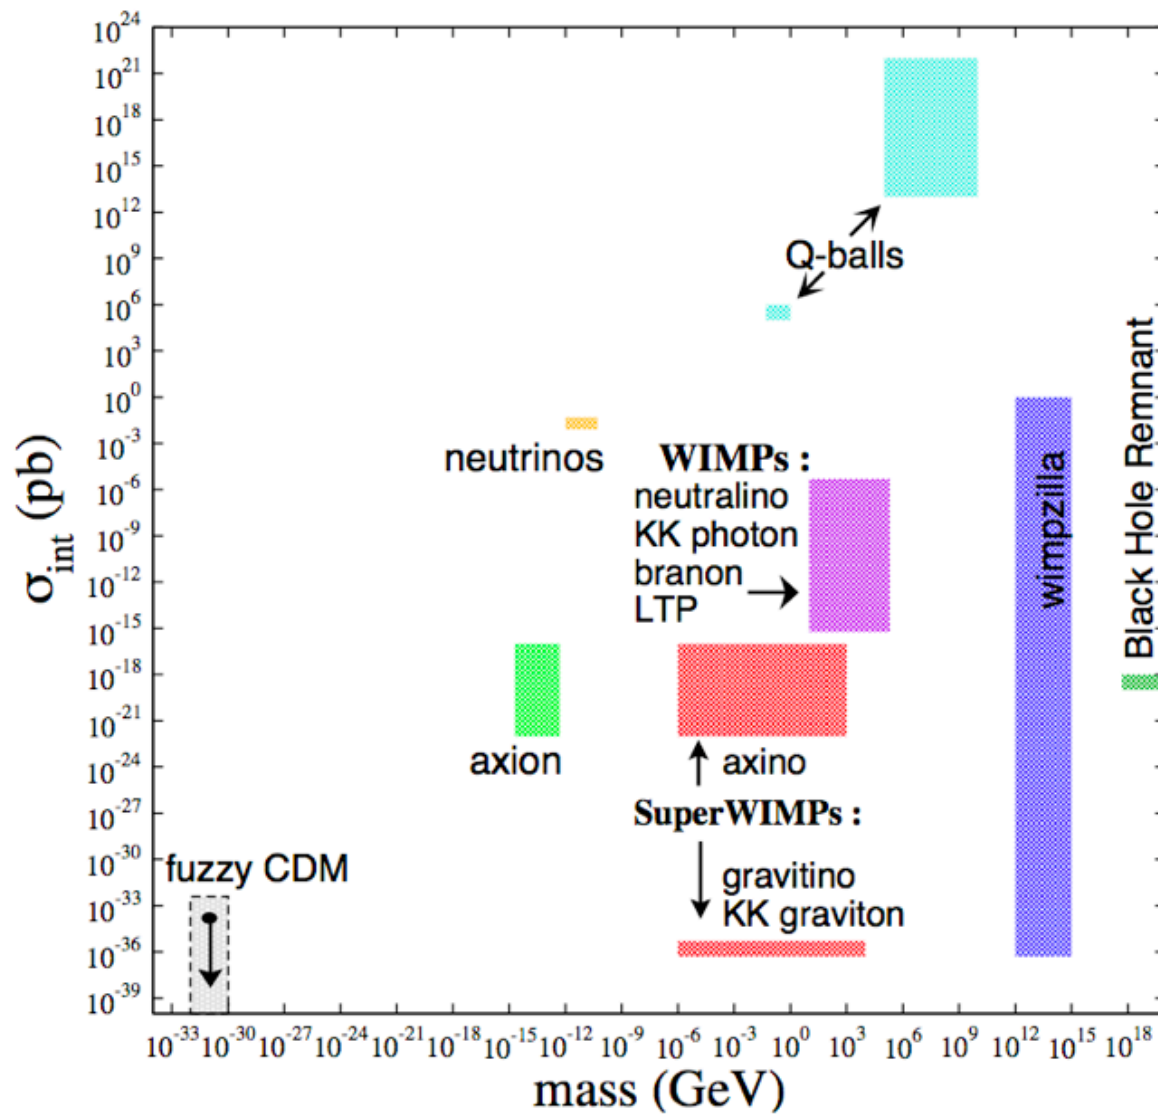 10^24
10^21
10^18
10^15
10^12
10^9
10^6
10^3
10^0
10^-3
10^-6
10^-9
10^-12
10^-15
10^-18
10^-21
10^-24
10^-27
10^-30
10^-33
10^-36
10^-39
σ_int (pb)
Q-balls
neutrinos
WIMPs :
neutralino
KK photon
branon
LTP
wimpzilla
Black Hole Remnant
axion
axino
SuperWIMPs :
gravitino
KK graviton
fuzzy CDM
10^-33 10^-30 10^-27 10^-24 10^-21 10^-18 10^-15 10^-12 10^-9 10^-6 10^-3 10^0 10^3 10^6 10^9 10^12 10^15 10^18
mass (GeV)